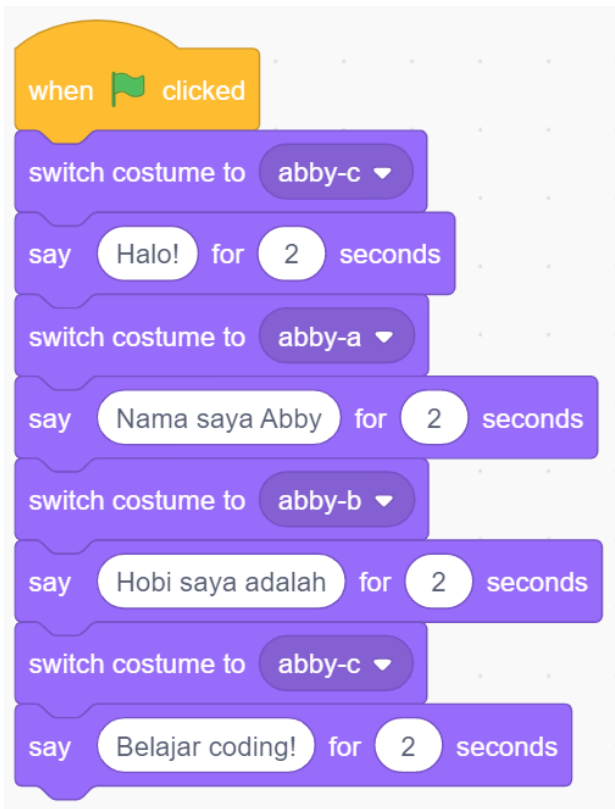 when clicked
switch costume to abby-c
say Halo! for 2 seconds
switch costume to abby-a
say Nama saya Abby for 2 seconds
switch costume to abby-b
say Hobi saya adalah for 2 seconds
switch costume to abby-c
say Belajar coding! for 2 seconds